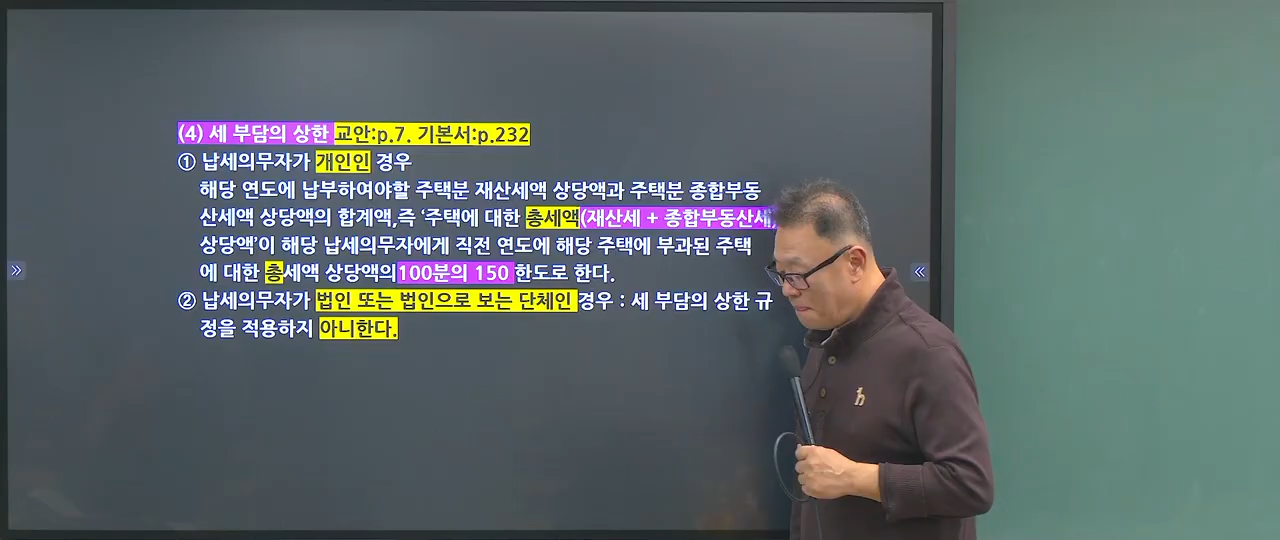 (4) 세 부담의 상한 교안:p.7. 기본서:p.232
① 납세의무자가 개인인 경우
해당 연도에 납부하여야할 주택분 재산세액 상당액과 주택분 종합부동
산세액 상당액의 합계액,즉 '주택에 대한 총세액(재산세 + 종합부동산세)
상당액'이 해당 납세의무자에게 직전 연도에 해당 주택에 부과된 주택
에 대한 총세액 상당액의100분의 150 한도로 한다.
② 납세의무자가 법인 또는 법인으로 보는 단체인 경우 : 세 부담의 상한 규
정을 적용하지 아니한다.